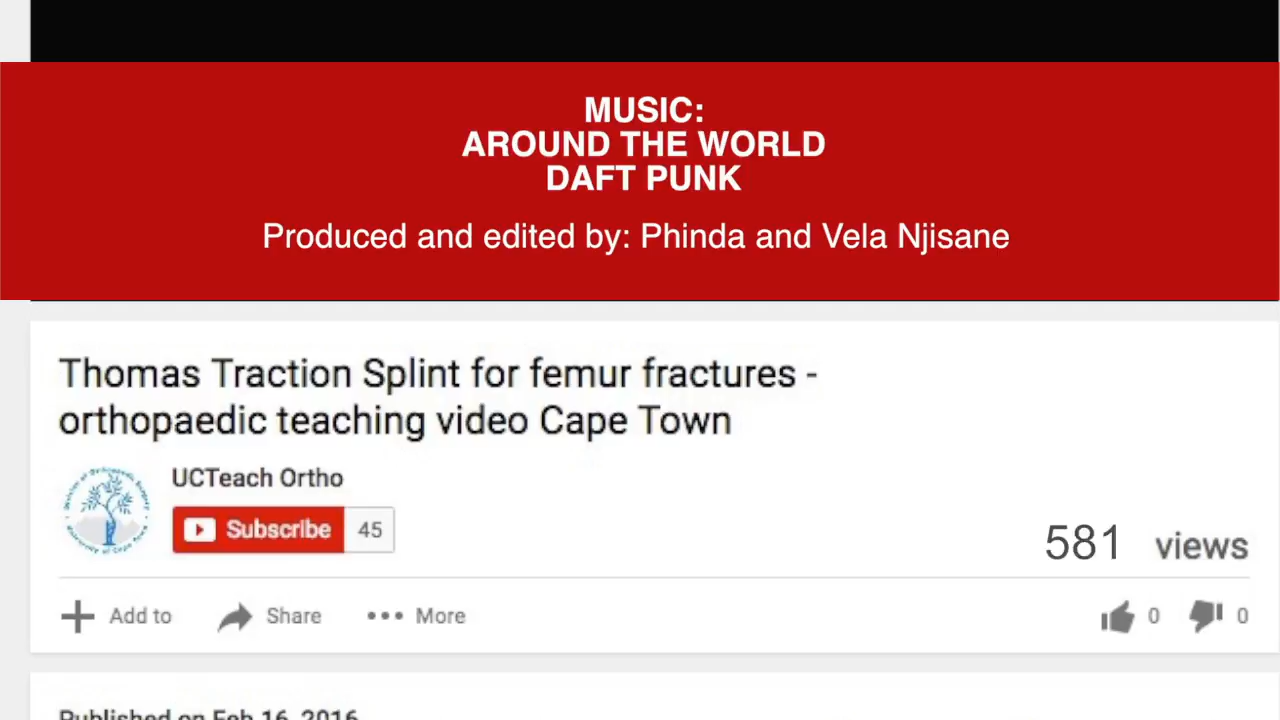 MUSIC:
AROUND THE WORLD
DAFT PUNK
Produced and edited by: Phinda and Vela Njisane
Thomas Traction Splint for femur fractures -
orthopaedic teaching video Cape Town
UCTeach Ortho
Subscribe 45
581 views
Add to Share More 0 0
Published on Feb 16, 2016